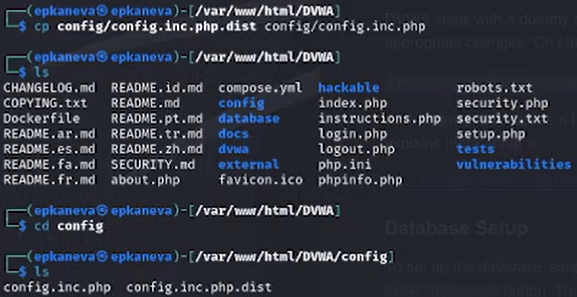 (epkaneva㉿epkaneva)-[/var/www/html/DVWA]
$ cp config/config.inc.php.dist config/config.inc.php
(epkaneva㉿epkaneva)-[/var/www/html/DVWA]
$ ls
CHANGELOG.md README.id.md compose.yml hackable robots.txt
COPYING.txt README.md config index.php security.php
Dockerfile README.pt.md database instructions.php security.txt
README.ar.md README.tr.md docs login.php setup.php
README.es.md README.zh.md dvwa logout.php tests
README.fa.md SECURITY.md external php.ini vulnerabilities
README.fr.md about.php favicon.ico phpinfo.php
(epkaneva㉿epkaneva)-[/var/www/html/DVWA]
$ cd config
Database Setup
(epkaneva㉿epkaneva)-[/var/www/html/DVWA/config]
$ ls
config.inc.php config.inc.php.dist